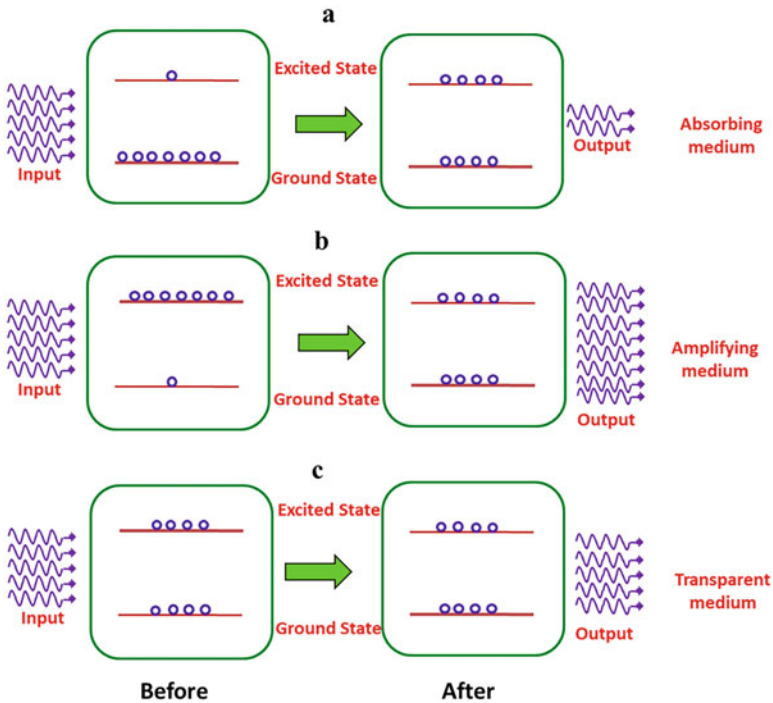 a
Excited State
Input
Ground State
Output
Absorbing
medium
b
Excited State
Input
Ground State
Output
Amplifying
medium
c
Excited State
Input
Ground State
Output
Transparent
medium
Before
After